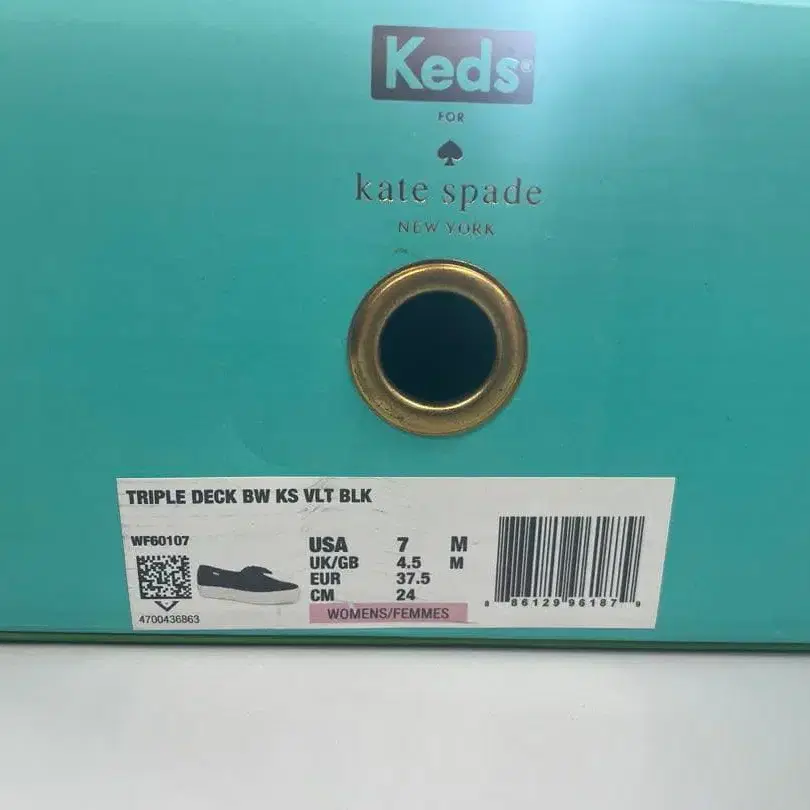 Keds®
FOR
kate spade
NEW YORK
TRIPLE DECK BW KS VLT BLK
WF60107
USA 7 M
UK/GB 4.5 M
EUR 37.5
CM 24
WOMENS/FEMMES
4700436863
8 86129 96187 9